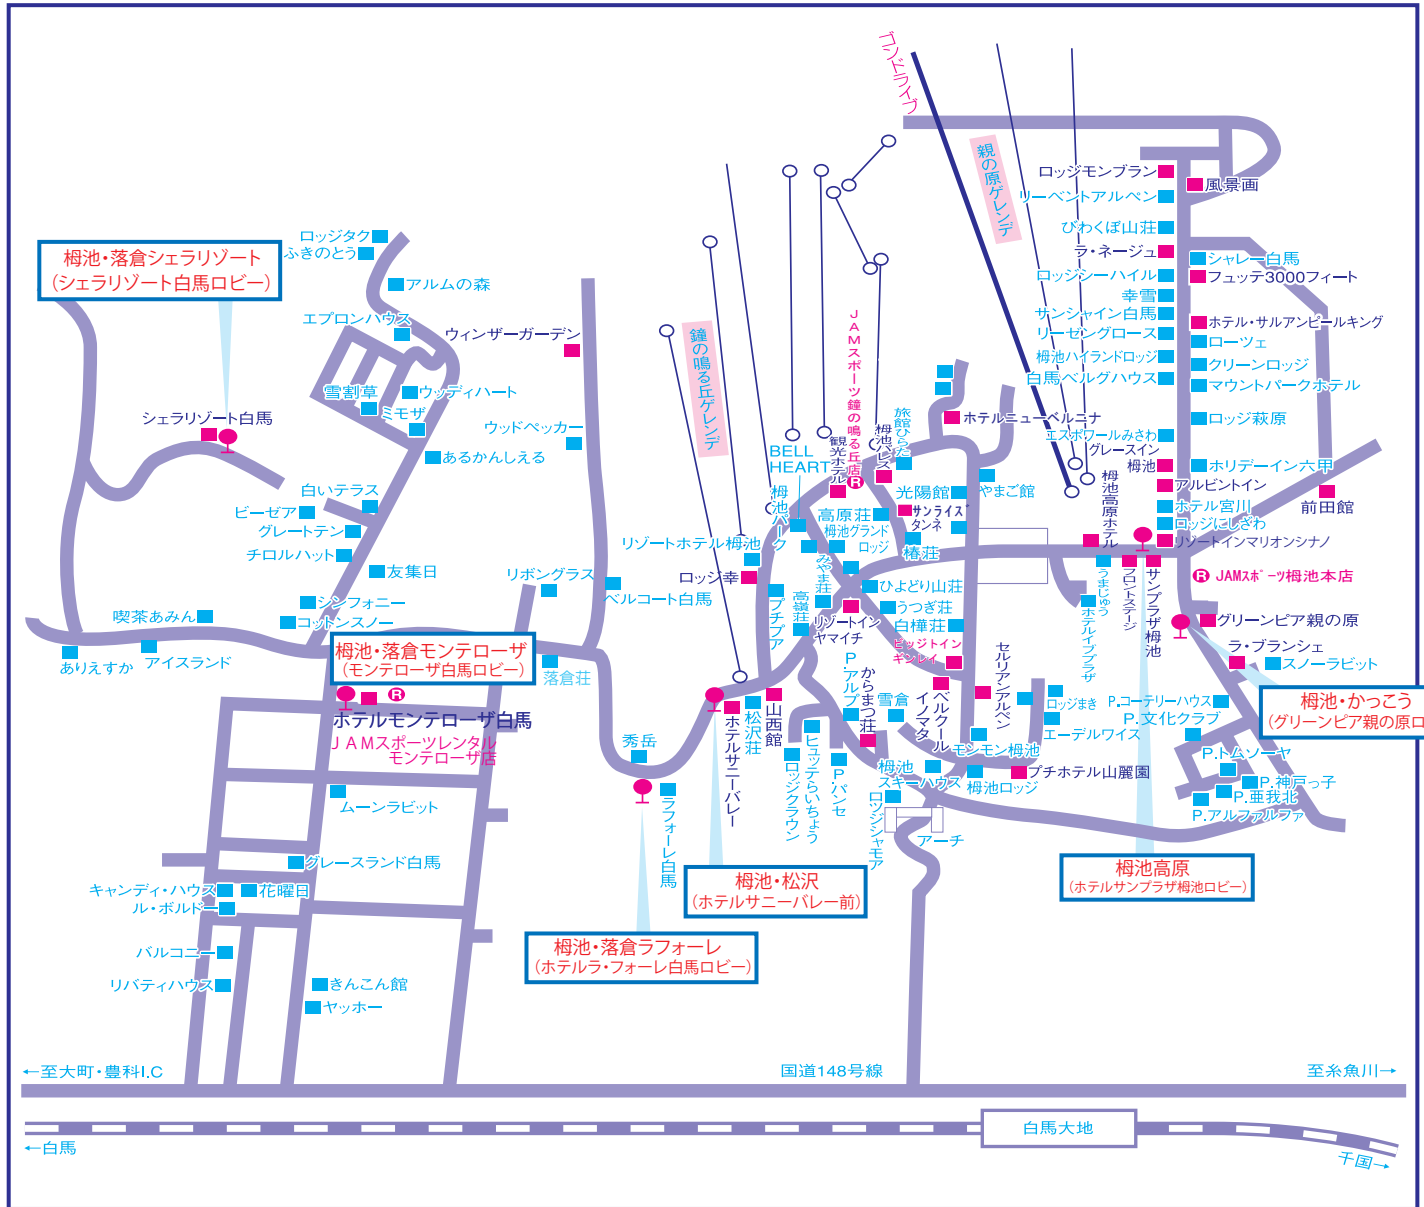 ゴンドライブ
親の原ゲレンデ
鐘の鳴る丘ゲレンデ
ロッジモンブラン
風景画
リーベントアルペン
びわくぼ山荘
ラ・ネージュ
シャレー白馬
ロッジシーハイル
フュッテ3000フィート
幸雪
サンシャイン白馬
ホテル・サルアンビールキング
リーゼングロース
ローツェ
栂池ハイランドロッジ
クリーンロッジ
白馬ベルグハウス
マウントパークホテル
ロッジ萩原
エスポワールみさわ
グレースイン
栂池
ホリデーイン六甲
アルビントイン
前田館
ホテル宮川
ロッジにしざわ
リゾートインマリオンシナノ
栂池高原ホテル
うまじゅう
フロントステージ
サンプラザ栂池
ホテルイブプラザ
R JAMスポーツ栂池本店
グリーンピア親の原
ラ・ブランシェ
スノーラビット
栂池・かっこう
(グリーンピア親の原ロ
ロッジタク
ふきのとう
栂池・落倉シェラリゾート
(シェラリゾート白馬ロビー)
アルムの森
エプロンハウス
ウィンザーガーデン
雪割草
ウッディハート
ミモザ
シェラリゾート白馬
ウッドペッカー
あるかんしえる
白いテラス
ビーゼア
グレートテン
チロルハット
友集日
リボングラス
ベルコート白馬
シンフォニー
喫茶あみん
コットンスノー
ありえすか
アイスランド
栂池・落倉モンテローザ
(モンテローザ白馬ロビー)
落倉荘
R
ホテルモンテローザ白馬
JAMスポーツレンタル
モンテローザ店
JAMスポーツ鐘の鳴る丘店
R
観光ホテル
栂池パレス
旅館ひらた
ホテルニューベルニナ
BELL
HEART
やまご館
光陽館
サンライズ
タンネ
高原荘
栂池グランド
ロッジ
椿荘
栂池パーク
リゾートホテル栂池
ロッジ幸
みやま荘
ひよどり山荘
プチブア
高嶺荘
リゾートイン
ヤマイチ
うつぎ荘
白樺荘
ビッジトイン
キンレイ
P.アルプ
からまつ荘
雪倉
ベルクール
イノマタ
セルリアンアルペン
ロッジまき
エーデルワイス
P.コーテリーハウス
P.文化クラブ
モンモン栂池
プチホテル山麓園
栂池ロッジ
栂池
スキーハウス
P.トムソーヤ
P.神戸っ子
P.亜我北
P.アルファルファ
山西館
松沢荘
ホテルサニーバレー
ヒュッテらいちょう
ロッジクラウン
P.パンセ
ロッジシャモア
アーチ
秀岳
ラフォーレ白馬
ムーンラビット
グレースランド白馬
キャンディ・ハウス
花曜日
ル・ボルドー
バルコニー
リバティハウス
きんこん館
ヤッホー
栂池・松沢
(ホテルサニーバレー前)
栂池高原
(ホテルサンプラザ栂池ロビー)
栂池・落倉ラフォーレ
(ホテルラ・フォーレ白馬ロビー)
←至大町・豊科I.C
国道148号線
至糸魚川→
←白馬
白馬大地
千国→